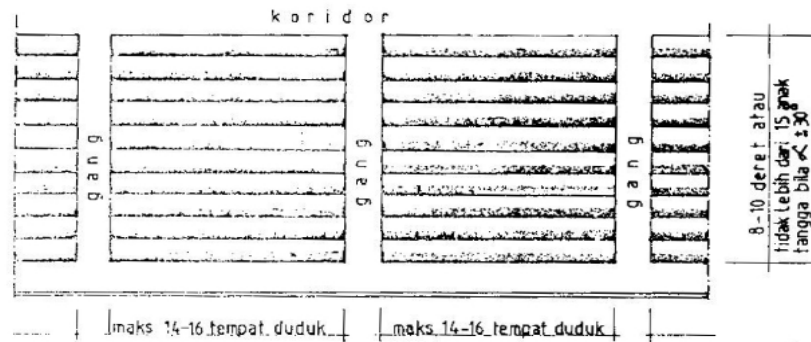 koridor
gang
gang
gang
8-10 deret atau
tidak lebih dari 15 anak
tangga bila α ± 30°
maks 14-16 tempat duduk
maks 14-16 tempat duduk